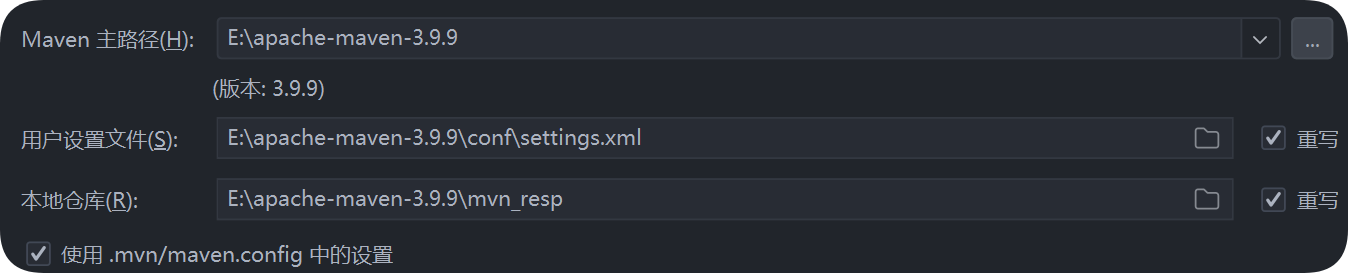 Maven 主路径(H): E:\apache-maven-3.9.9 ...
(版本: 3.9.9)
用户设置文件(S): E:\apache-maven-3.9.9\conf\settings.xml 重写
本地仓库(R): E:\apache-maven-3.9.9\mvn_resp 重写
使用 .mvn/maven.config 中的设置